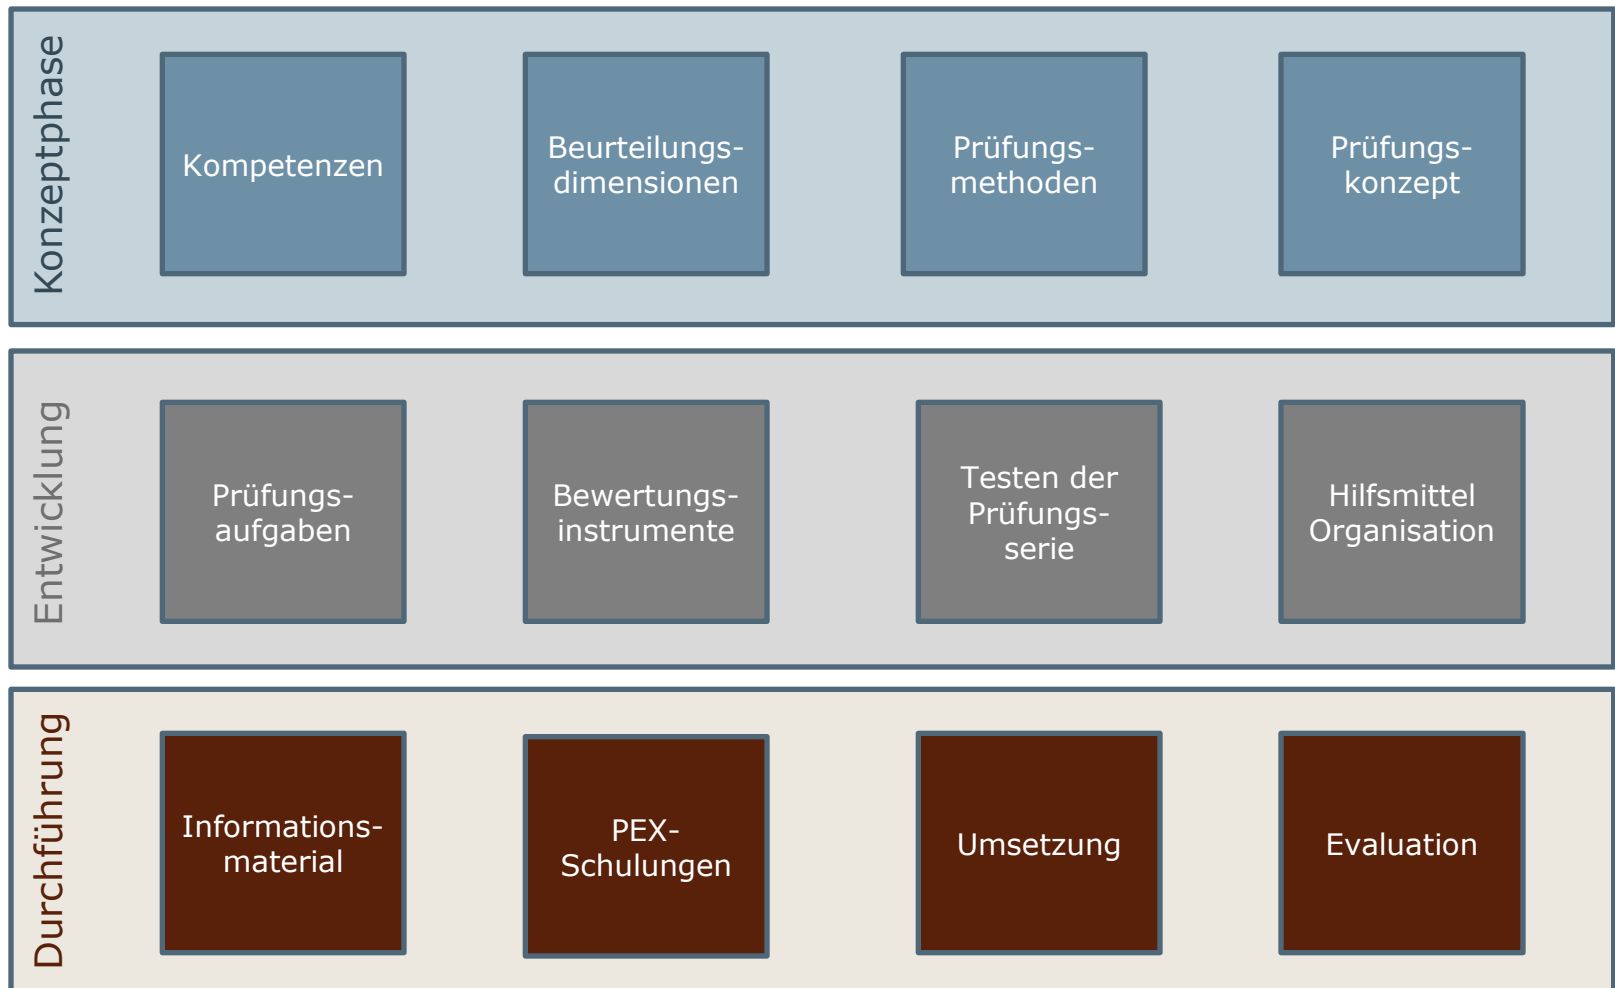 Konzeptphase
Kompetenzen
Beurteilungs-
dimensionen
Prüfungs-
methoden
Prüfungs-
konzept
Entwicklung
Prüfungs-
aufgaben
Bewertungs-
instrumente
Testen der
Prüfungs-
serie
Hilfsmittel
Organisation
Durchführung
Informations-
material
PEX-
Schulungen
Umsetzung
Evaluation